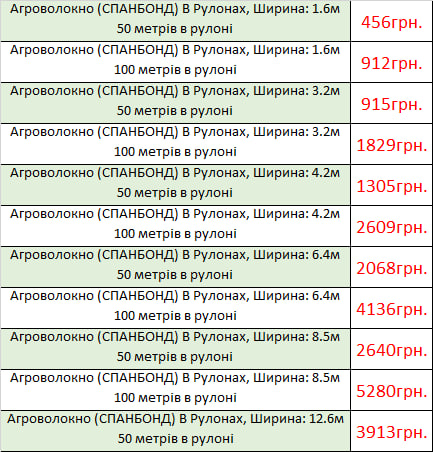 Агроволокно (СПАНБОНД) В Рулонах, Ширина: 1.6м
50 метрів в рулоні
456грн.
Агроволокно (СПАНБОНД) В Рулонах, Ширина: 1.6м
100 метрів в рулоні
912грн.
Агроволокно (СПАНБОНД) В Рулонах, Ширина: 3.2м
50 метрів в рулоні
915грн.
Агроволокно (СПАНБОНД) В Рулонах, Ширина: 3.2м
100 метрів в рулоні
1829грн.
Агроволокно (СПАНБОНД) В Рулонах, Ширина: 4.2м
50 метрів в рулоні
1305грн.
Агроволокно (СПАНБОНД) В Рулонах, Ширина: 4.2м
100 метрів в рулоні
2609грн.
Агроволокно (СПАНБОНД) В Рулонах, Ширина: 6.4м
50 метрів в рулоні
2068грн.
Агроволокно (СПАНБОНД) В Рулонах, Ширина: 6.4м
100 метрів в рулоні
4136грн.
Агроволокно (СПАНБОНД) В Рулонах, Ширина: 8.5м
50 метрів в рулоні
2640грн.
Агроволокно (СПАНБОНД) В Рулонах, Ширина: 8.5м
100 метрів в рулоні
5280грн.
Агроволокно (СПАНБОНД) В Рулонах, Ширина: 12.6м
50 метрів в рулоні
3913грн.